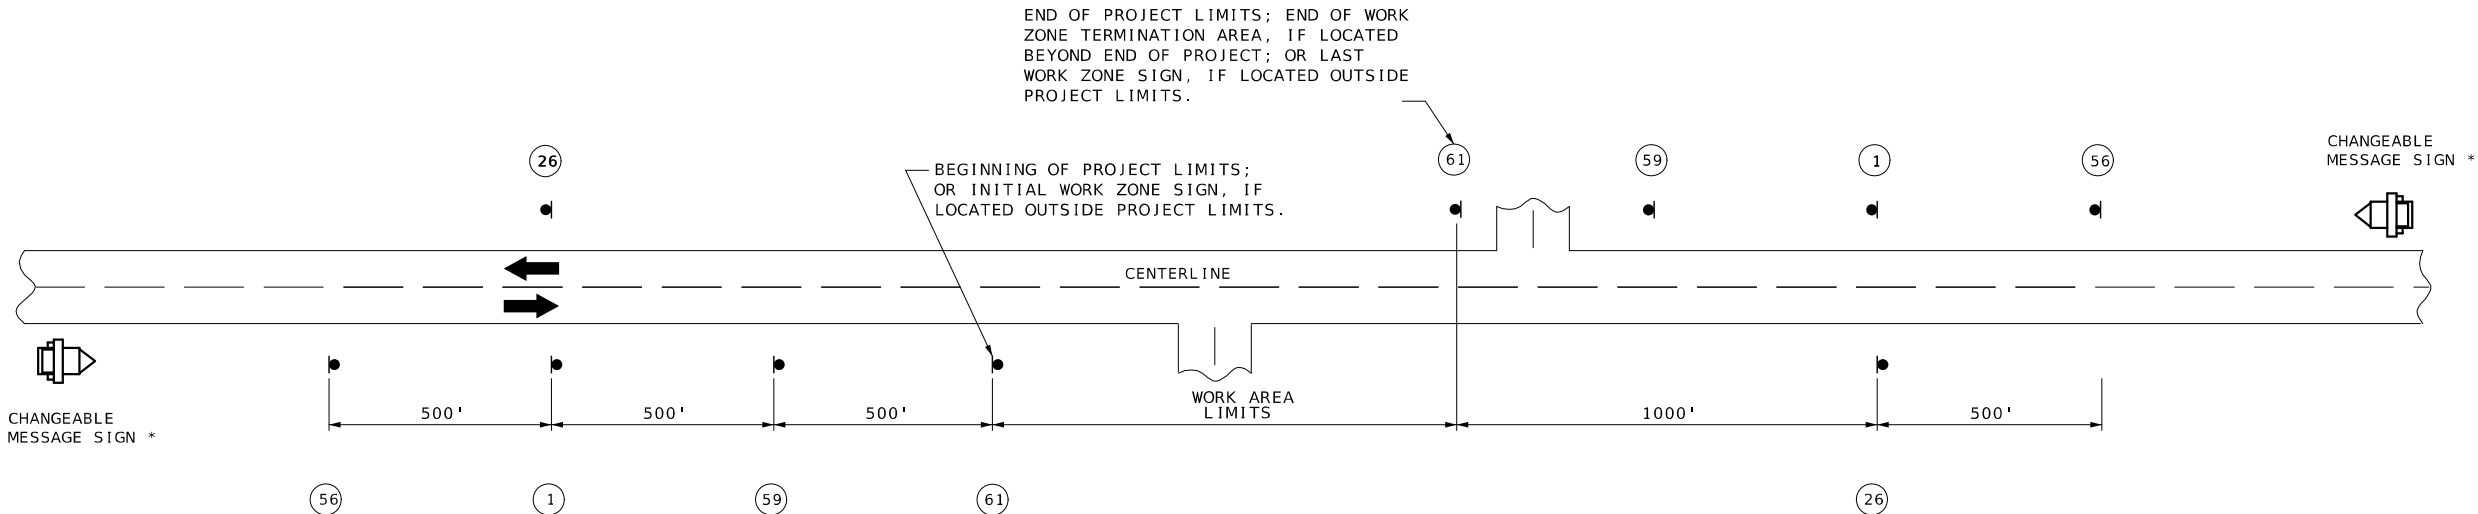 END OF PROJECT LIMITS; END OF WORK
ZONE TERMINATION AREA, IF LOCATED
BEYOND END OF PROJECT; OR LAST
WORK ZONE SIGN, IF LOCATED OUTSIDE
PROJECT LIMITS.
CHANGEABLE
MESSAGE SIGN *
26
61
59
1
56
BEGINNING OF PROJECT LIMITS;
OR INITIAL WORK ZONE SIGN, IF
LOCATED OUTSIDE PROJECT LIMITS.
CENTERLINE
CHANGEABLE
MESSAGE SIGN *
500'
500'
500'
WORK AREA
LIMITS
1000'
500'
56
1
59
61
26